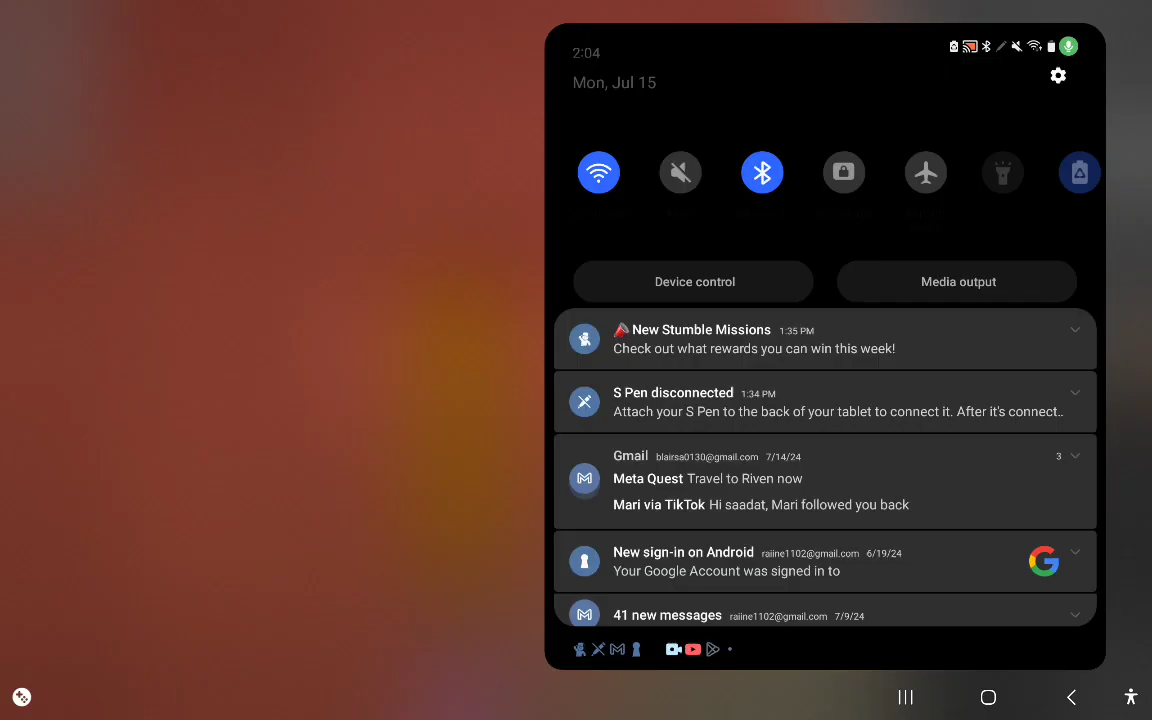 2:04
Mon, Jul 15
Device control
Media output
New Stumble Missions 1:35 PM
Check out what rewards you can win this week!
S Pen disconnected 1:34 PM
Attach your S Pen to the back of your tablet to connect it. After it's connect..
Gmail blairsa0130@gmail.com 7/14/24 3
Meta Quest Travel to Riven now
Mari via TikTok Hi saadat, Mari followed you back
New sign-in on Android raiine1102@gmail.com 6/19/24
Your Google Account was signed in to
41 new messages raiine1102@gmail.com 7/9/24